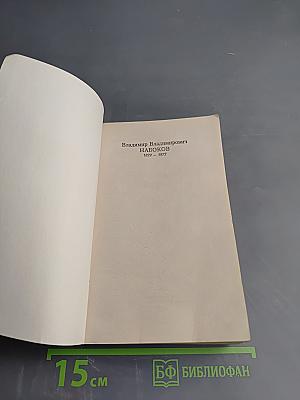 Владимир Владимирович
НАБОКОВ
1899 — 1977
15 см
БФ БИБЛИОФАН